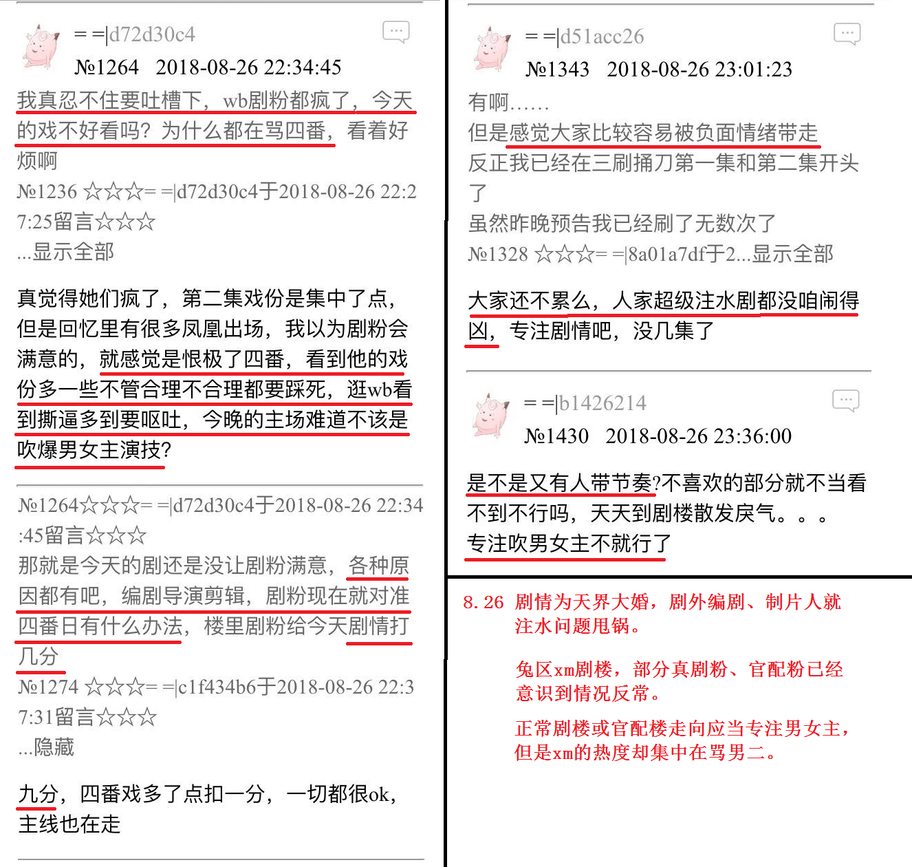 = =|d72d30c4
№1264 2018-08-26 22:34:45
我真忍不住要吐槽下，wb剧粉都疯了，今天
的戏不好看吗？为什么都在骂四番，看着好
烦啊
№1236 ☆☆☆= =|d72d30c4于2018-08-26 22:2
7:25留言☆☆☆
...显示全部
真觉得她们疯了，第二集戏份是集中了点，
但是回忆里有很多凤凰出场，我以为剧粉会
满意的，就感觉是恨极了四番，看到他的戏
份多一些不管合理不合理都要踩死，逛wb看
到撕逼多到要呕吐，今晚的主场难道不该是
吹爆男女主演技?
№1264☆☆☆= =|d72d30c4于2018-08-26 22:34
:45留言☆☆☆
那就是今天的剧还是没让剧粉满意，各种原
因都有吧，编剧导演剪辑，剧粉现在就对准
四番日有什么办法，楼里剧粉给今天剧情打
几分
№1274 ☆☆☆= =|c1f434b6于2018-08-26 22:3
7:31留言☆☆☆
...隐藏
九分，四番戏多了点扣一分，一切都很ok，
主线也在走
= =|d51acc26
№1343 2018-08-26 23:01:23
有啊……
但是感觉大家比较容易被负面情绪带走
反正我已经在三刷捅刀第一集和第二集开头
了
虽然昨晚预告我已经刷了无数次了
№1328 ☆☆☆= =|8a01a7df于2...显示全部
大家还不累么，人家超级注水剧都没咱闹得
凶，专注剧情吧，没几集了
= =|b1426214
№1430 2018-08-26 23:36:00
是不是又有人带节奏?不喜欢的部分就不当看
不到不行吗，天天到剧楼散发戾气。。。
专注吹男女主不就行了
8.26 剧情为天界大婚，剧外编剧、制片人就
注水问题甩锅。
兔区xm剧楼，部分真剧粉、官配粉已经
意识到情况反常。
正常剧楼或官配楼走向应当专注男女主，
但是xm的热度却集中在骂男二。